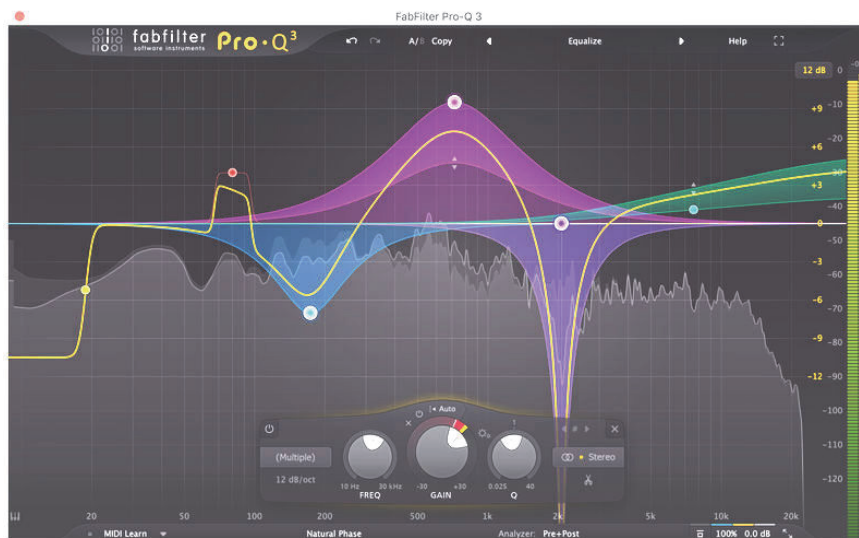 FabFilter Pro-Q 3
fabfilter
software instruments
Pro·Q³
A/B Copy Equalize Help
12 dB 0
+9 -10
-20
+6
-30
+3
-40
0
-50
-3
-60
-6
-70
-9
-80
-12
-90
-100
-110
-120
Auto
(Multiple)
12 dB/oct
10 Hz 30 kHz
FREQ
-30 +30
GAIN
1
0.025 40
Q
Stereo
20 50 100 200 500 1k 2k 5k 10k 20k
MIDI Learn Natural Phase Analyzer: Pre+Post 100% 0.0 dB